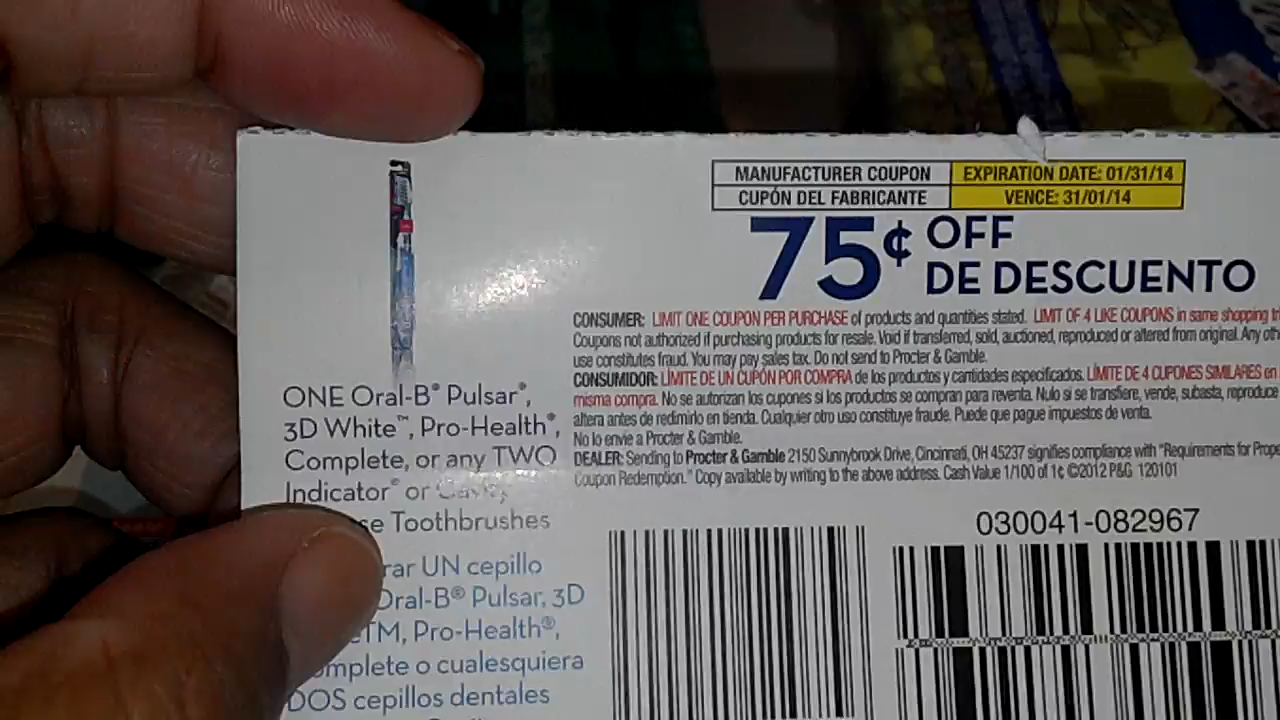 MANUFACTURER COUPON EXPIRATION DATE: 01/31/14
CUPÓN DEL FABRICANTE VENCE: 31/01/14
75¢ OFF
DE DESCUENTO
CONSUMER: LIMIT ONE COUPON PER PURCHASE of products and quantities stated. LIMIT OF 4 LIKE COUPONS in same shopping
Coupons not authorized if purchasing products for resale. Void if transferred, sold, auctioned, reproduced or altered from original. Any
use constitutes fraud. You may pay sales tax. Do not send to Procter & Gamble.
CONSUMIDOR: LÍMITE DE UN CUPÓN POR COMPRA de los productos y cantidades especificados. LÍMITE DE 4 CUPONES SIMILARES en
misma compra. No se autorizan los cupones si los productos se compran para reventa. Nulo si se transfiere, vende, subasta, reproduce
altera antes de redimirlo en tienda. Cualquier otro uso constituye fraude. Puede que pague impuestos de venta.
No lo envíe a Procter & Gamble.
DEALER: Sending to Procter & Gamble 2150 Sunnybrook Drive, Cincinnati, OH 45237 signifies compliance with "Requirements for
Coupon Redemption." Copy available by writing to the above address. Cash Value 1/100 of 1¢ ©2012 P&G 120101
030041-082967
ONE Oral-B® Pulsar®,
3D White™, Pro-Health®,
Complete, or any TWO
Indicator® or
Toothbrushes
UN cepillo
Oral-B® Pulsar, 3D
Pro-Health®,
o cualesquiera
DOS cepillos dentales